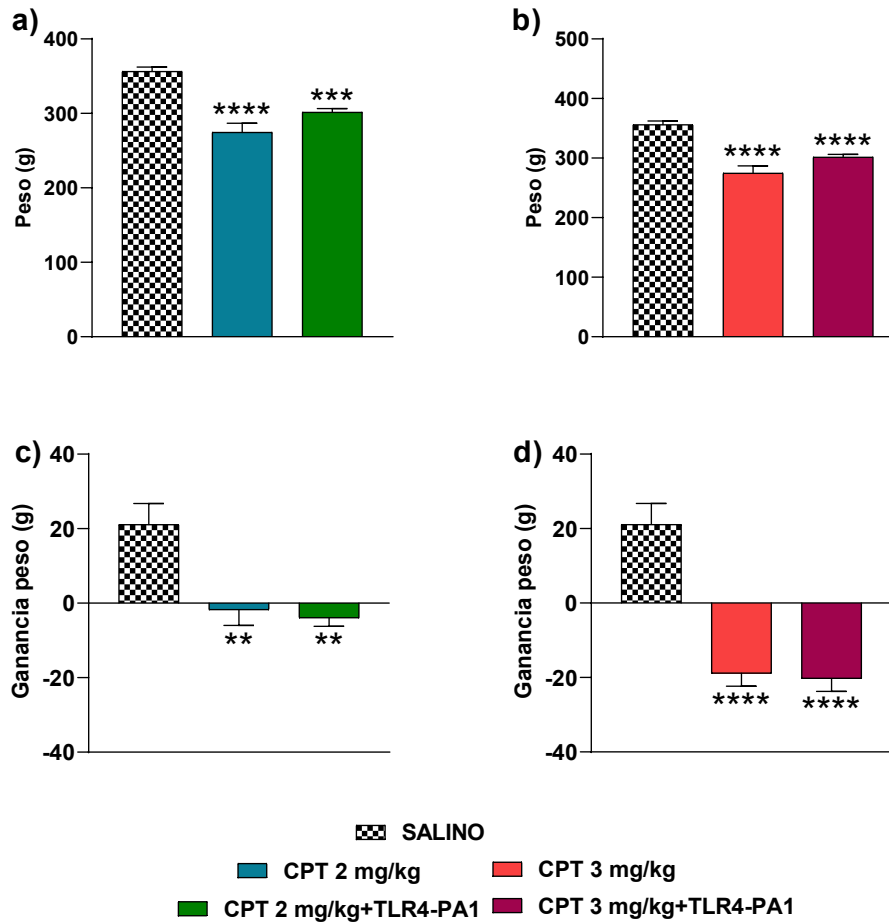 a)
Peso (g)
400
300
200
100
0
****
***
b)
Peso (g)
500
400
300
200
100
0
****
****
c)
Ganancia peso (g)
40
20
0
-20
-40
**
**
d)
Ganancia peso (g)
40
20
0
-20
-40
****
****
SALINO
CPT 2 mg/kg
CPT 3 mg/kg
CPT 2 mg/kg+TLR4-PA1
CPT 3 mg/kg+TLR4-PA1